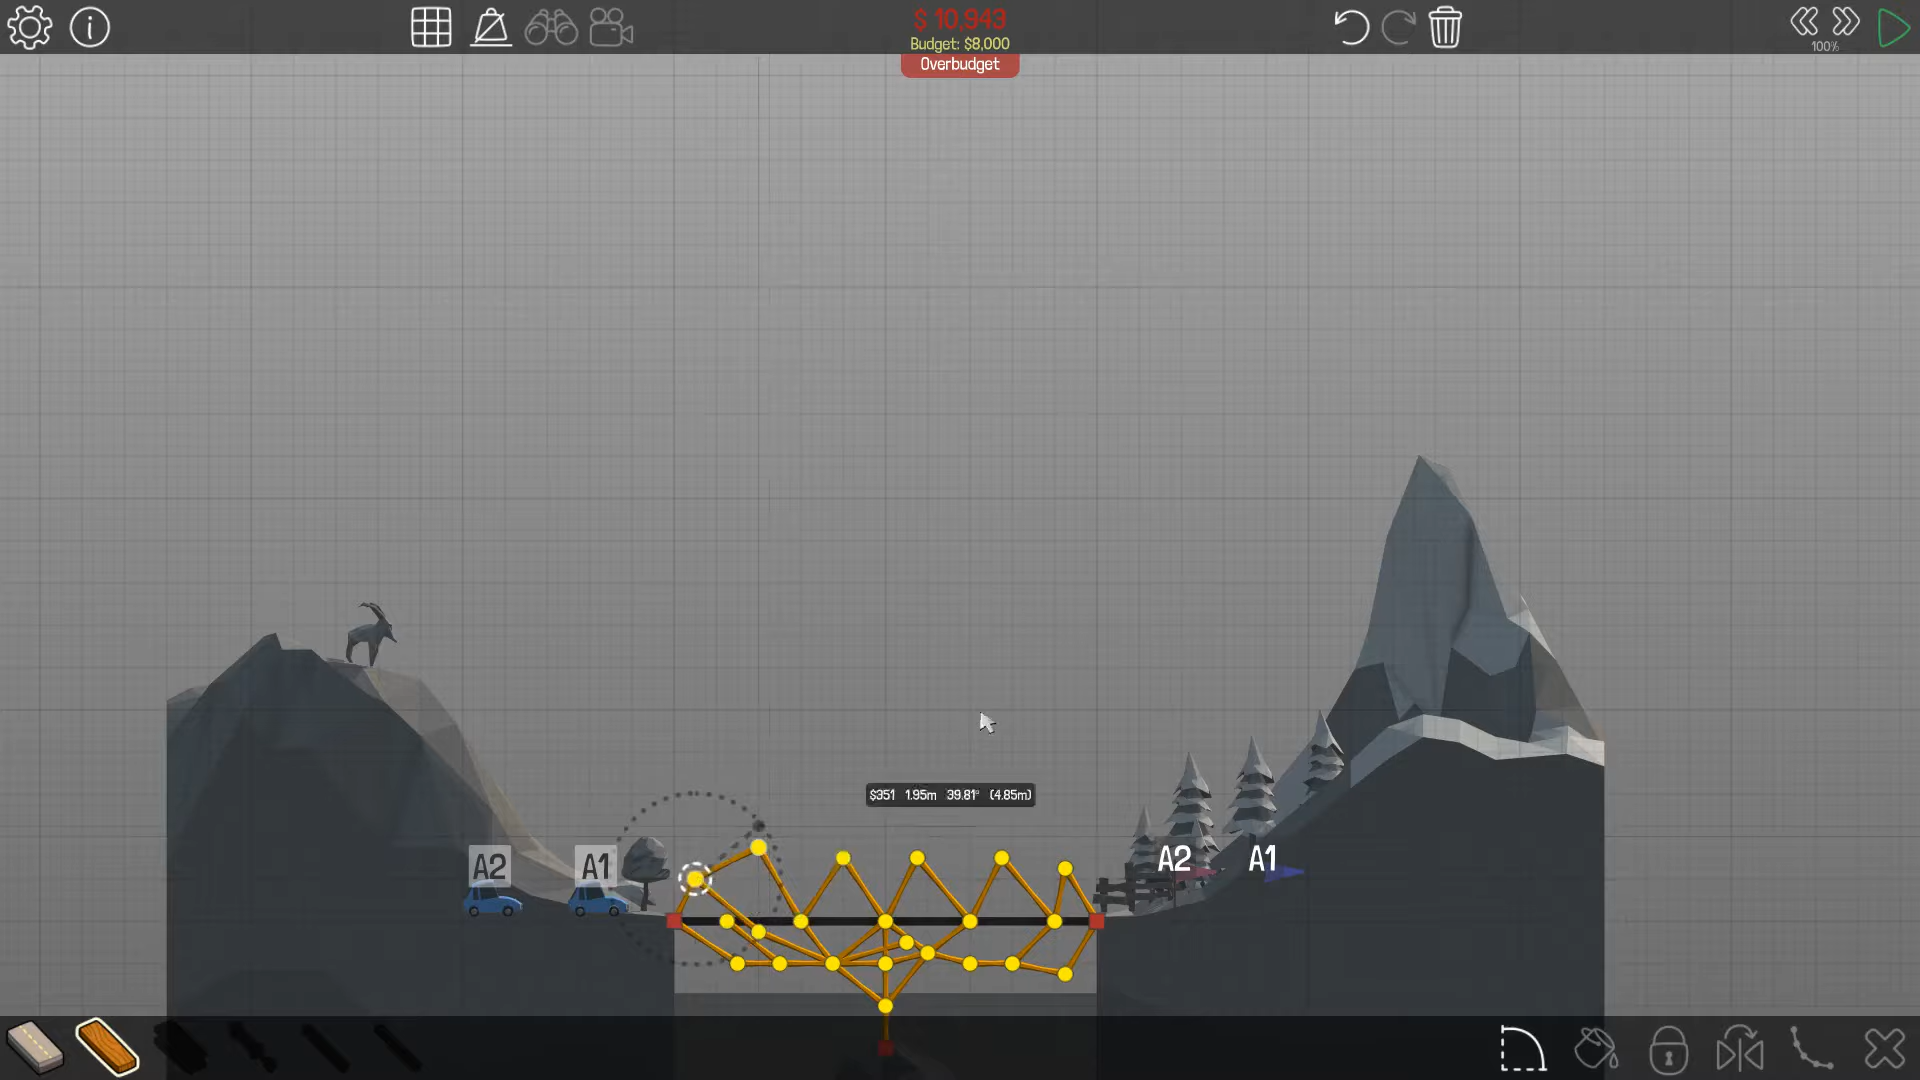 $ 10,943
Budget: $8,000
Overbudget
100%
$351 1.95m 39.81° (4.85m)
A2
A1
A2
A1